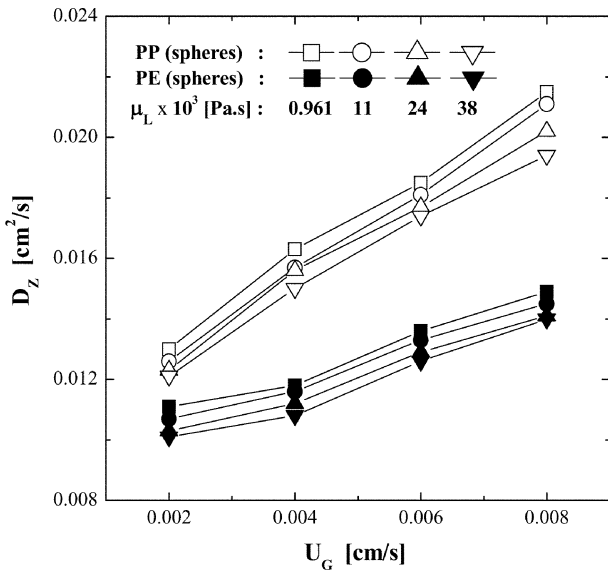 0.024
PP (spheres) :
PE (spheres) :
μL x 10³ [Pa.s] : 0.961 11 24 38
0.020
0.016
0.012
0.008
DZ [cm²/s]
0.002 0.004 0.006 0.008
UG [cm/s]